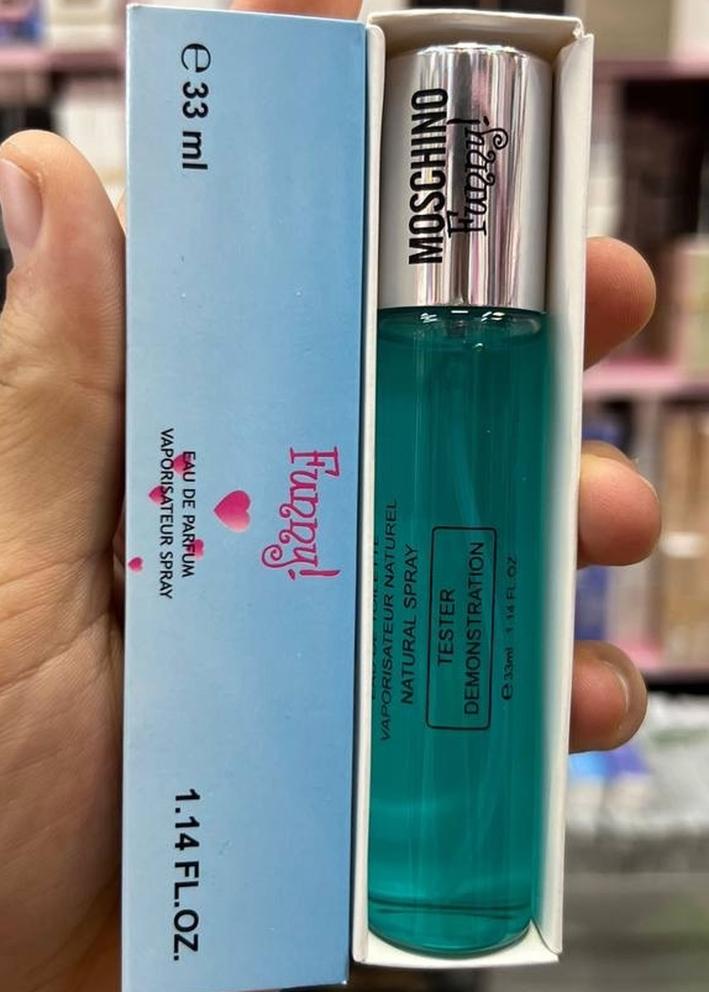 e 33 ml
Funny!
EAU DE PARFUM
VAPORISATEUR SPRAY
1.14 FL.OZ.
MOSCHINO
Funny!
VAPORISATEUR NATUREL
NATURAL SPRAY
TESTER
DEMONSTRATION
e 33ml 1.14 FL.OZ